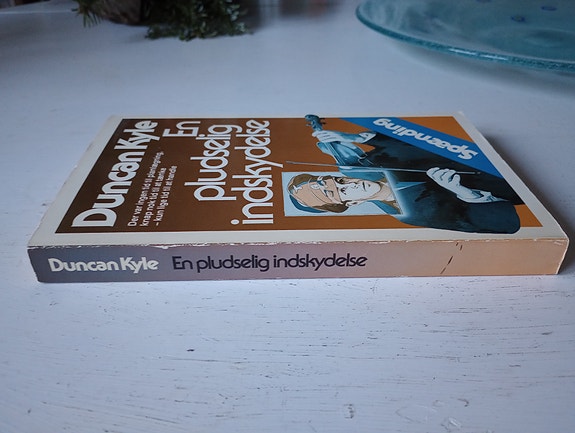 Duncan Kyle
En
pludselig
indskydelse
Der var ingen tid til planlægning,
knap nok tid til at tænke
- kun lige tid til at handle
Spænding
Duncan Kyle En pludselig indskydelse